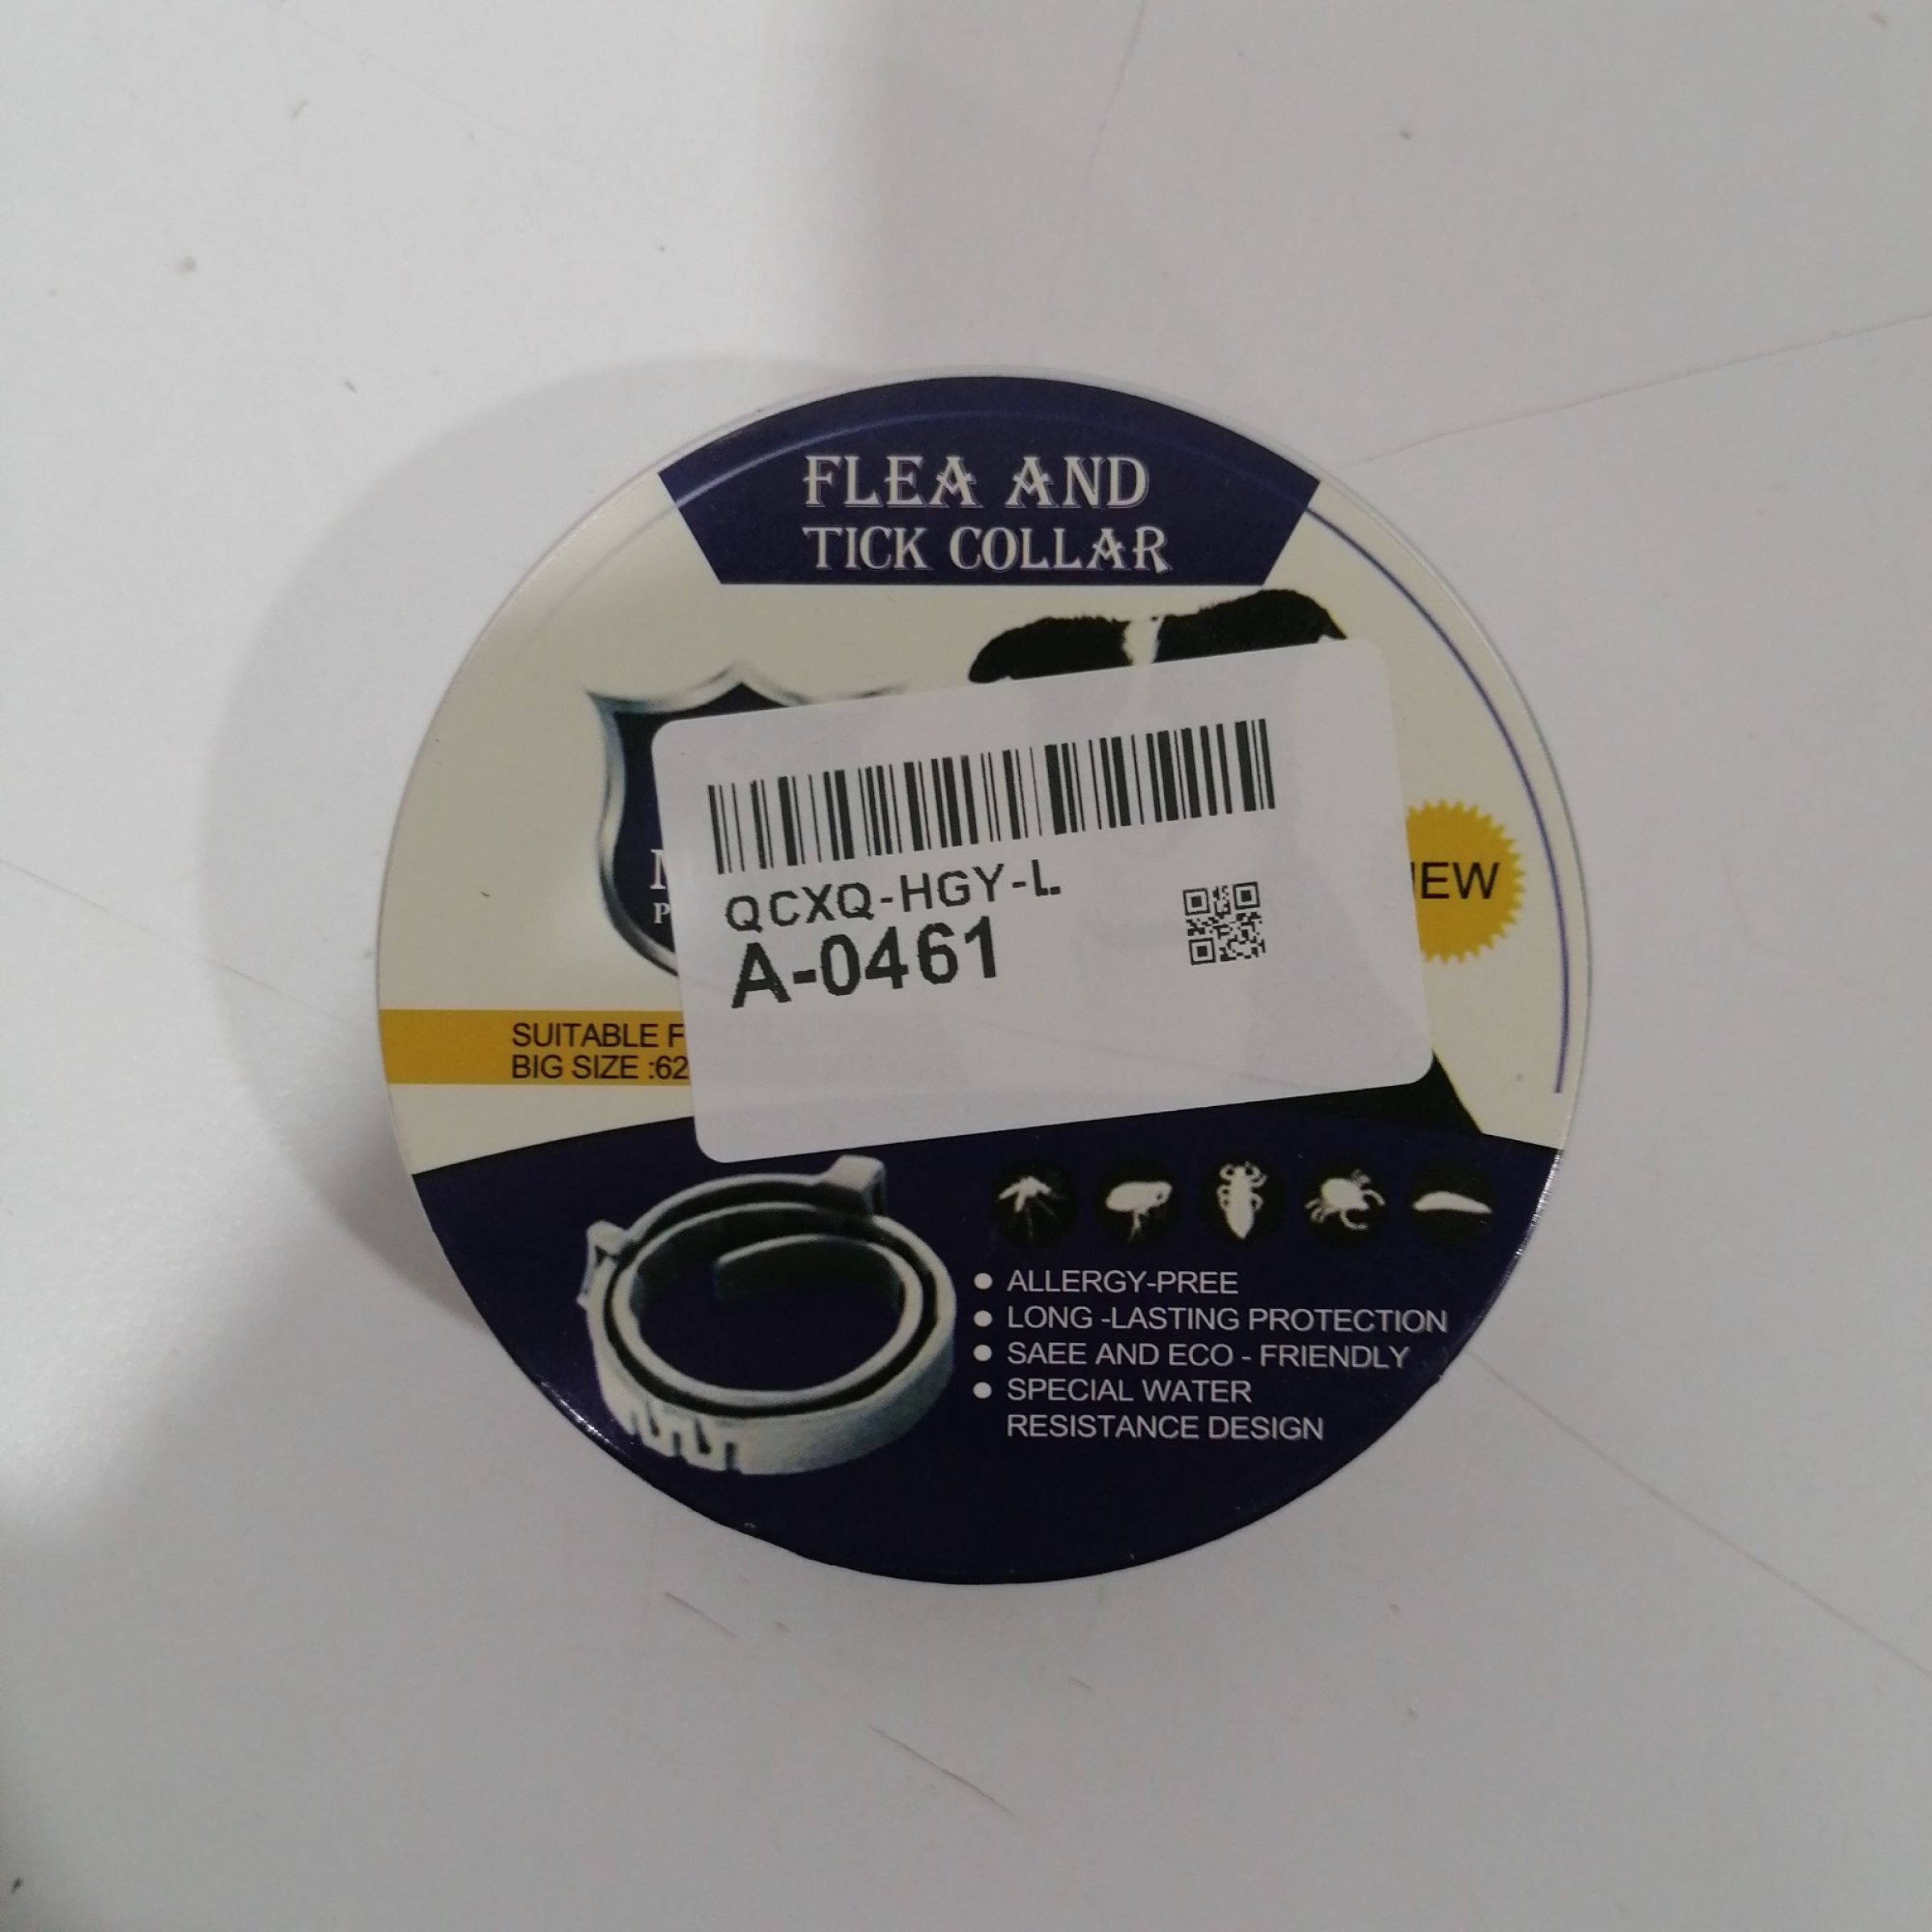 FLEA AND
TICK COLLAR
QCXQ-HGY-L
A-0461
SUITABLE
BIG SIZE :62
ALLERGY-PREE
LONG -LASTING PROTECTION
SAEE AND ECO - FRIENDLY
SPECIAL WATER
RESISTANCE DESIGN